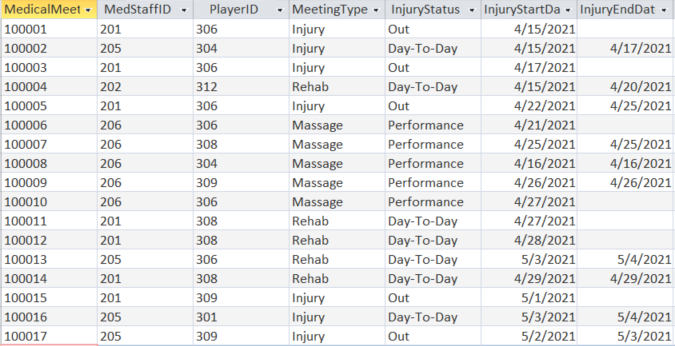 MedicalMeet MedStaffID PlayerID MeetingType InjuryStatus InjuryStartDa InjuryEndDat
100001 201 306 Injury Out 4/15/2021
100002 205 304 Injury Day-To-Day 4/15/2021 4/17/2021
100003 201 306 Injury Out 4/17/2021
100004 202 312 Rehab Day-To-Day 4/15/2021 4/20/2021
100005 201 306 Injury Out 4/22/2021 4/25/2021
100006 206 306 Massage Performance 4/21/2021
100007 206 308 Massage Performance 4/25/2021 4/25/2021
100008 206 304 Massage Performance 4/16/2021 4/16/2021
100009 206 309 Massage Performance 4/26/2021 4/26/2021
100010 206 306 Massage Performance 4/27/2021
100011 201 308 Rehab Day-To-Day 4/27/2021
100012 201 308 Rehab Day-To-Day 4/28/2021
100013 205 306 Rehab Day-To-Day 5/3/2021 5/4/2021
100014 201 308 Rehab Day-To-Day 4/29/2021 4/29/2021
100015 201 309 Injury Out 5/1/2021
100016 205 301 Injury Day-To-Day 5/3/2021 5/4/2021
100017 205 309 Injury Out 5/2/2021 5/3/2021